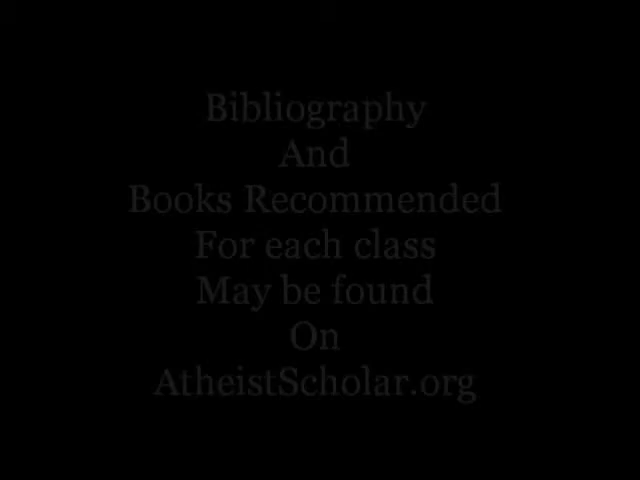 Bibliography
And
Books Recommended
For each class
May be found
On
AtheistScholar.org